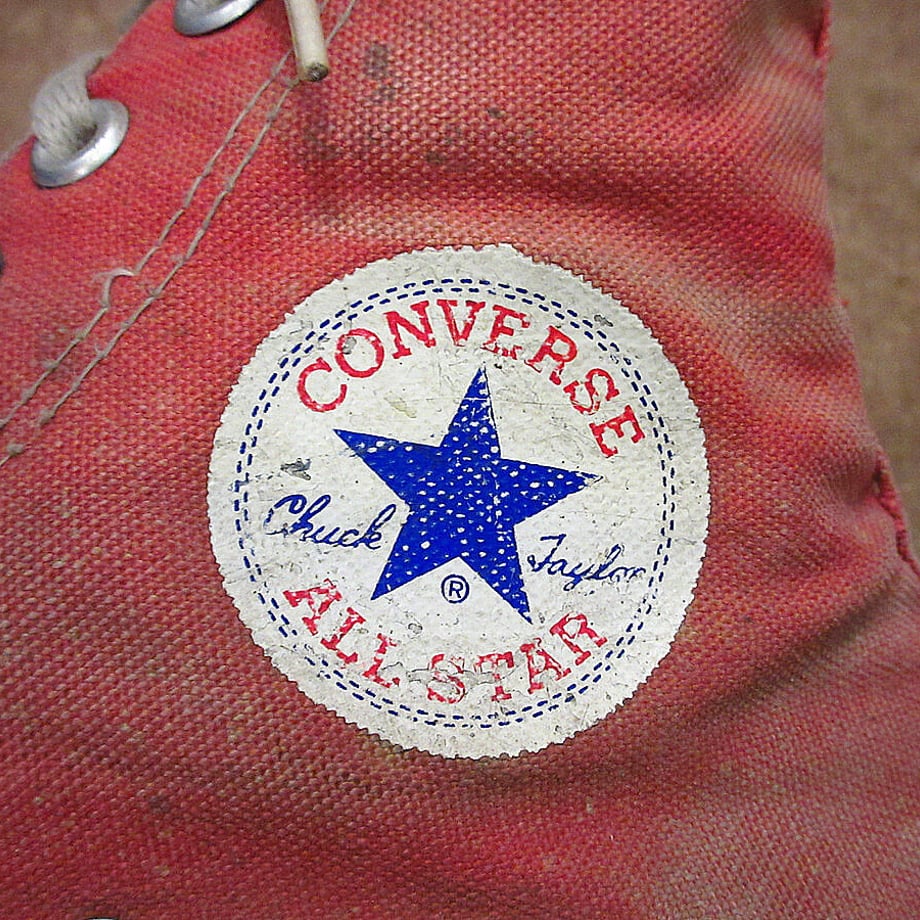 CONVERSE
Chuck Taylor
®
ALL STAR